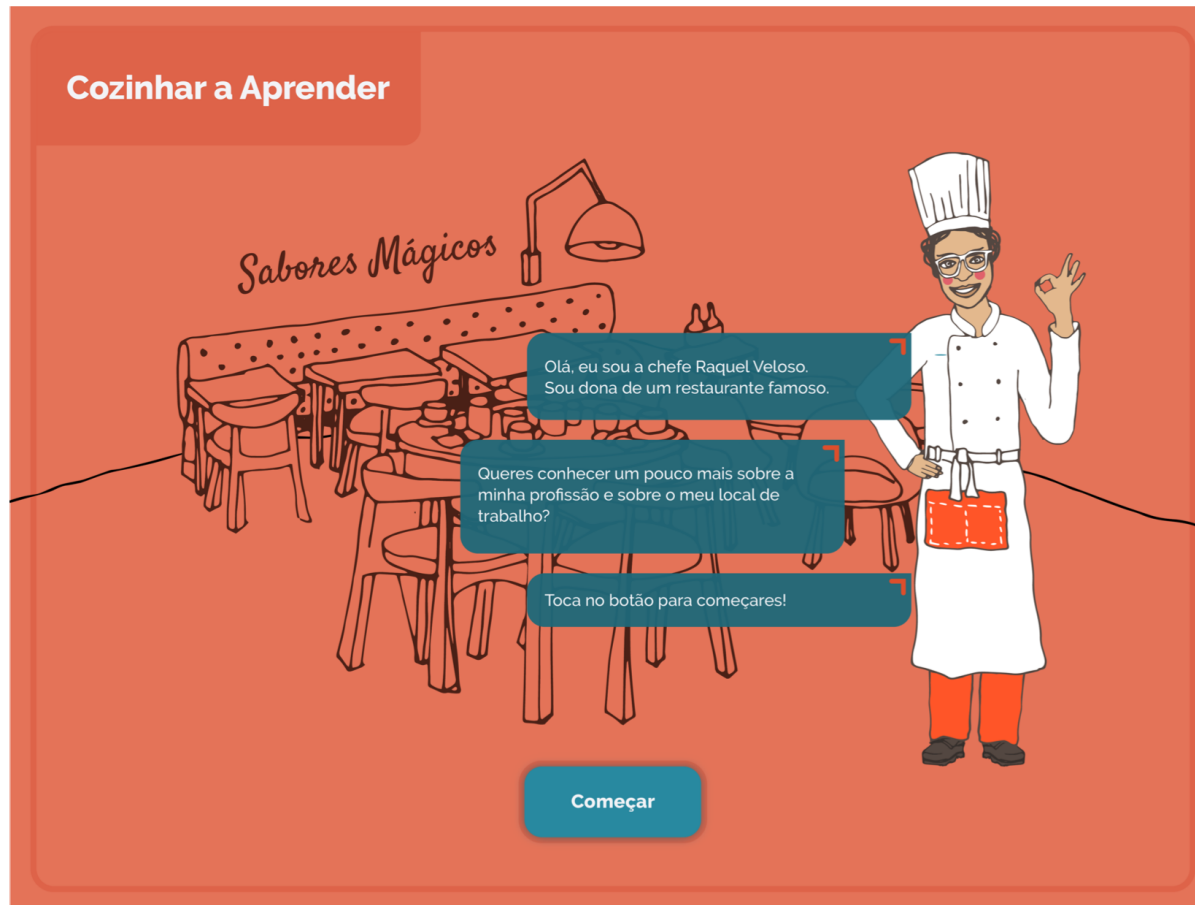 Cozinhar a Aprender
Sabores Mágicos
Olá, eu sou a chefe Raquel Veloso.
Sou dona de um restaurante famoso.
Queres conhecer um pouco mais sobre a
minha profissão e sobre o meu local de
trabalho?
Toca no botão para começares!
Começar